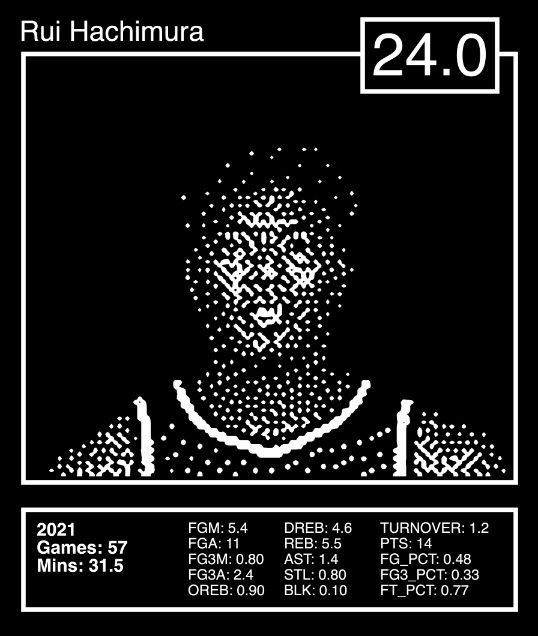 Rui Hachimura
24.0
2021
Games: 57
Mins: 31.5
FGM: 5.4
FGA: 11
FG3M: 0.80
FG3A: 2.4
OREB: 0.90
DREB: 4.6
REB: 5.5
AST: 1.4
STL: 0.80
BLK: 0.10
TURNOVER: 1.2
PTS: 14
FG_PCT: 0.48
FG3_PCT: 0.33
FT_PCT: 0.77